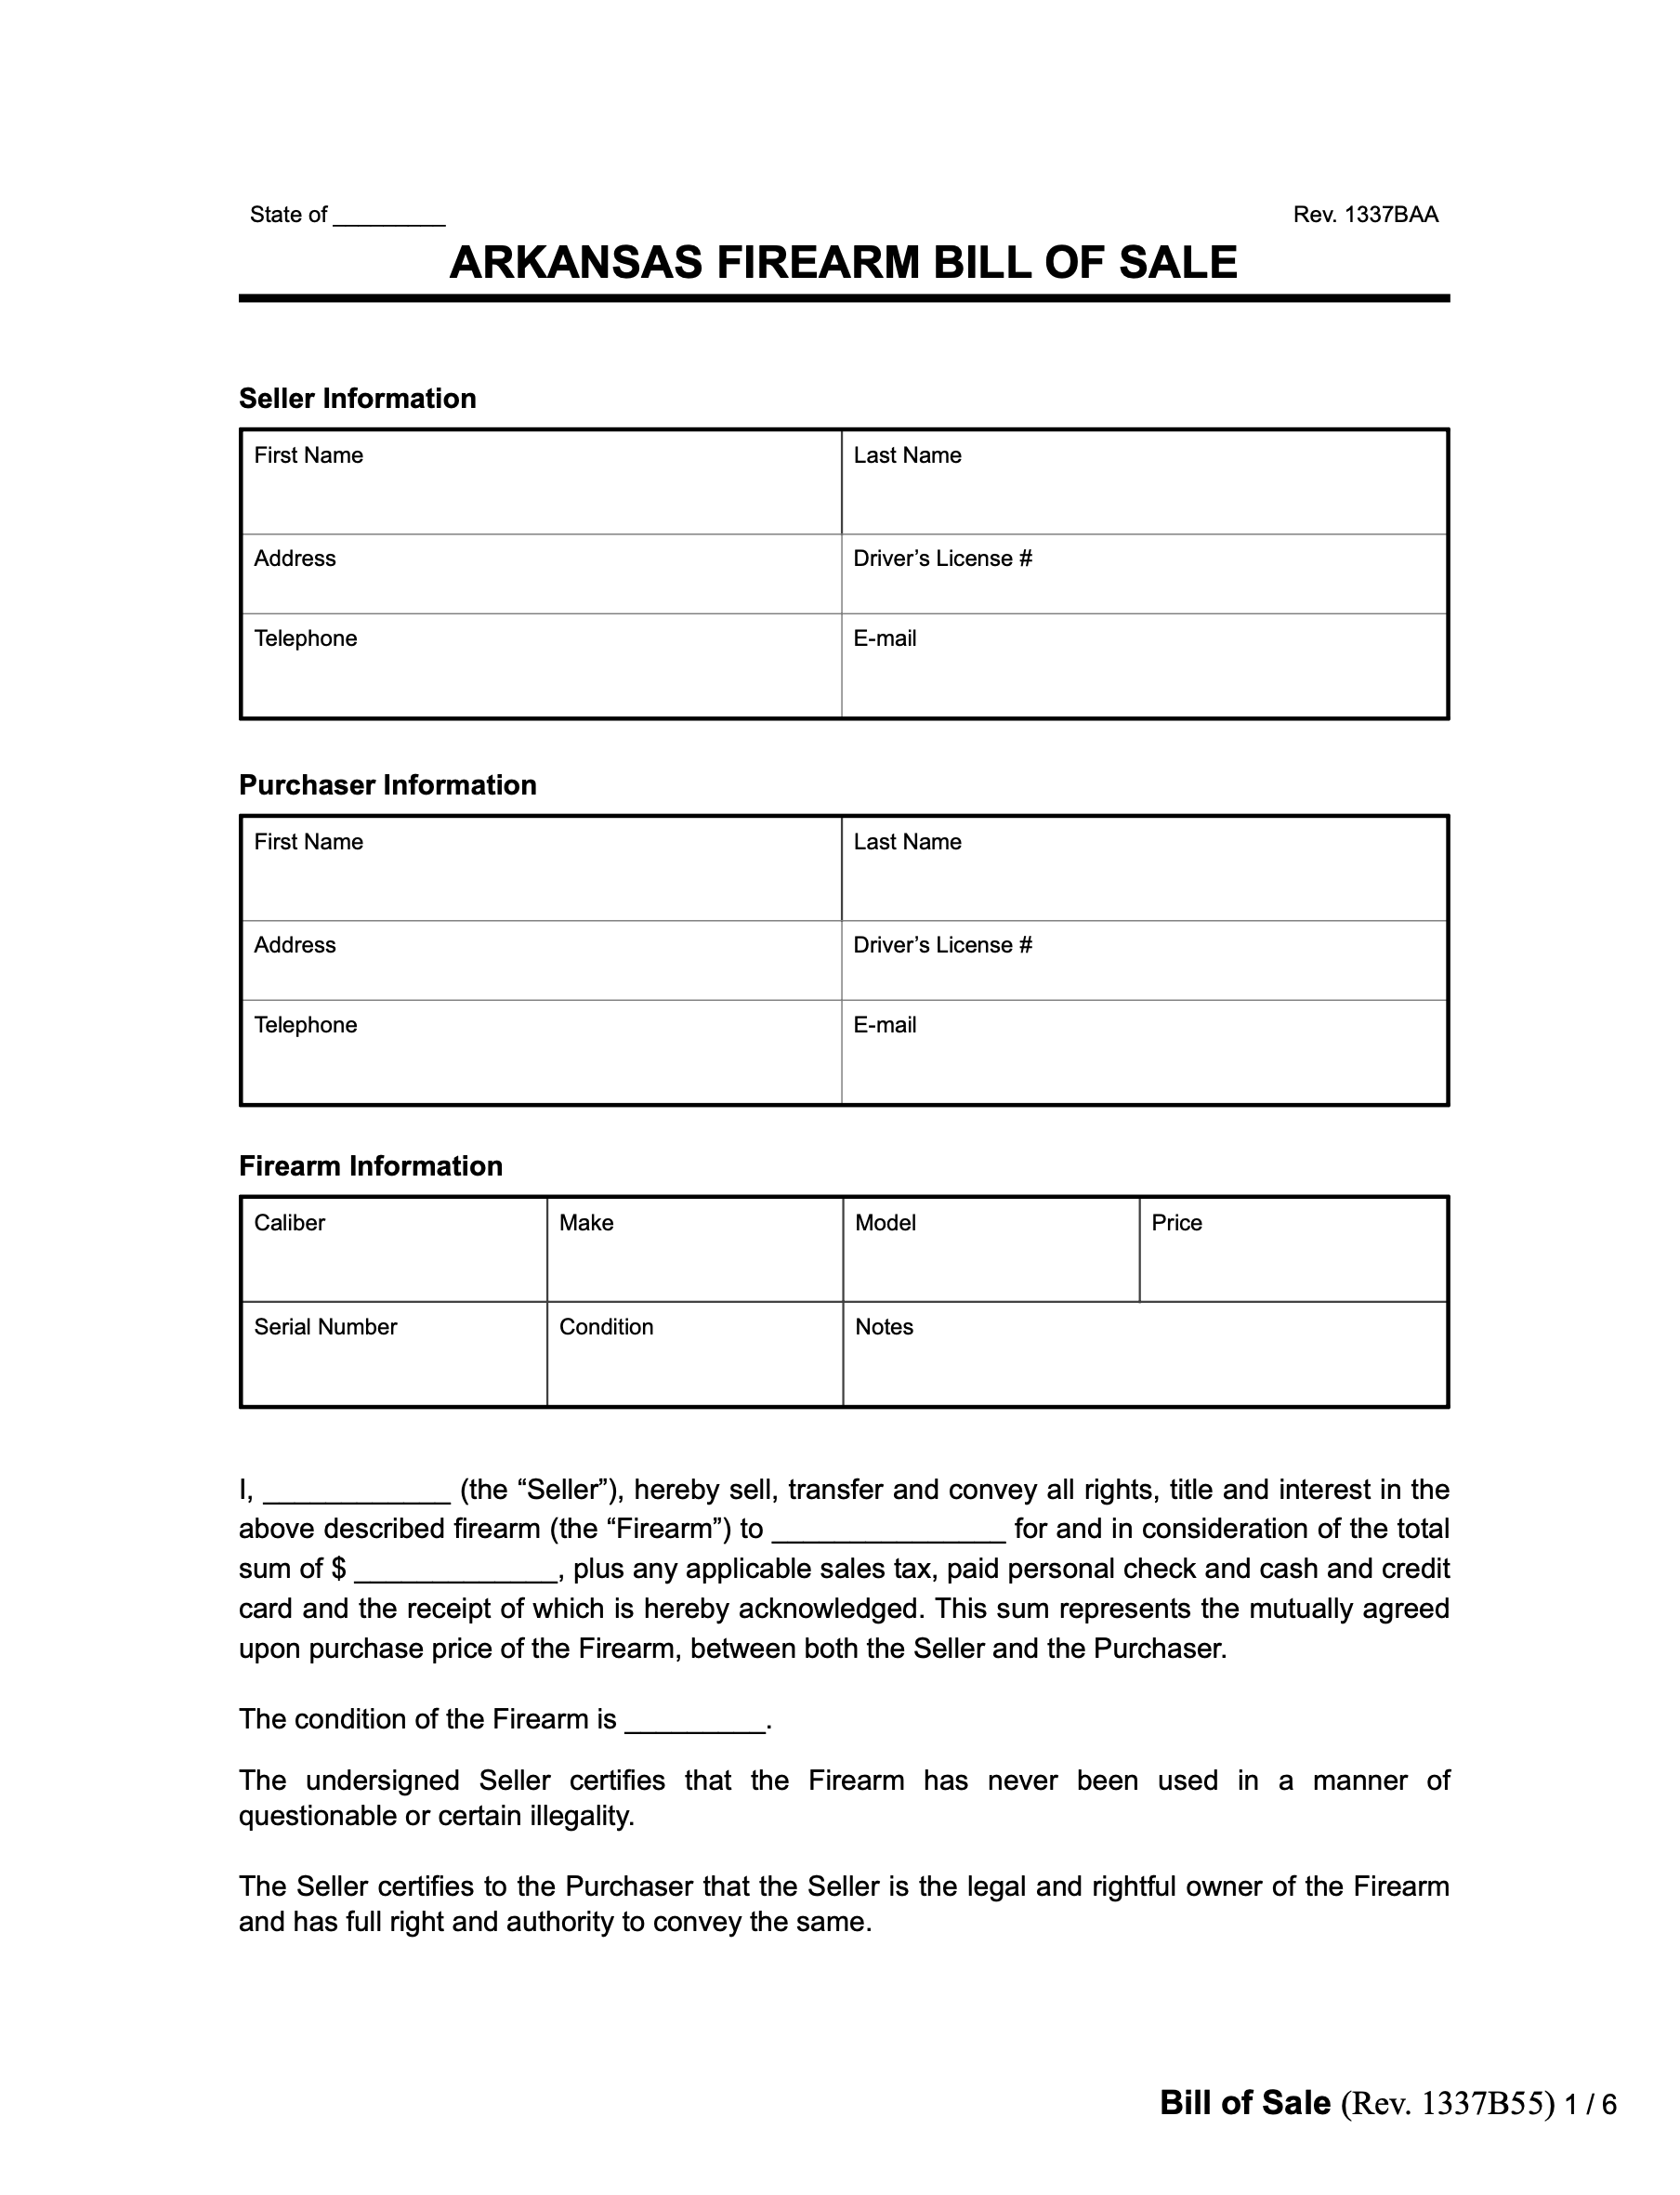 State of _________ Rev. 1337BAA
ARKANSAS FIREARM BILL OF SALE
Seller Information
First Name Last Name
Address Driver’s License #
Telephone E-mail
Purchaser Information
First Name Last Name
Address Driver’s License #
Telephone E-mail
Firearm Information
Caliber Make Model Price
Serial Number Condition Notes
I, ____________ (the “Seller”), hereby sell, transfer and convey all rights, title and interest in the
above described firearm (the “Firearm”) to _______________ for and in consideration of the total
sum of $ _____________, plus any applicable sales tax, paid personal check and cash and credit
card and the receipt of which is hereby acknowledged. This sum represents the mutually agreed
upon purchase price of the Firearm, between both the Seller and the Purchaser.
The condition of the Firearm is _________.
The undersigned Seller certifies that the Firearm has never been used in a manner of
questionable or certain illegality.
The Seller certifies to the Purchaser that the Seller is the legal and rightful owner of the Firearm
and has full right and authority to convey the same.
Bill of Sale (Rev. 1337B55) 1 / 6